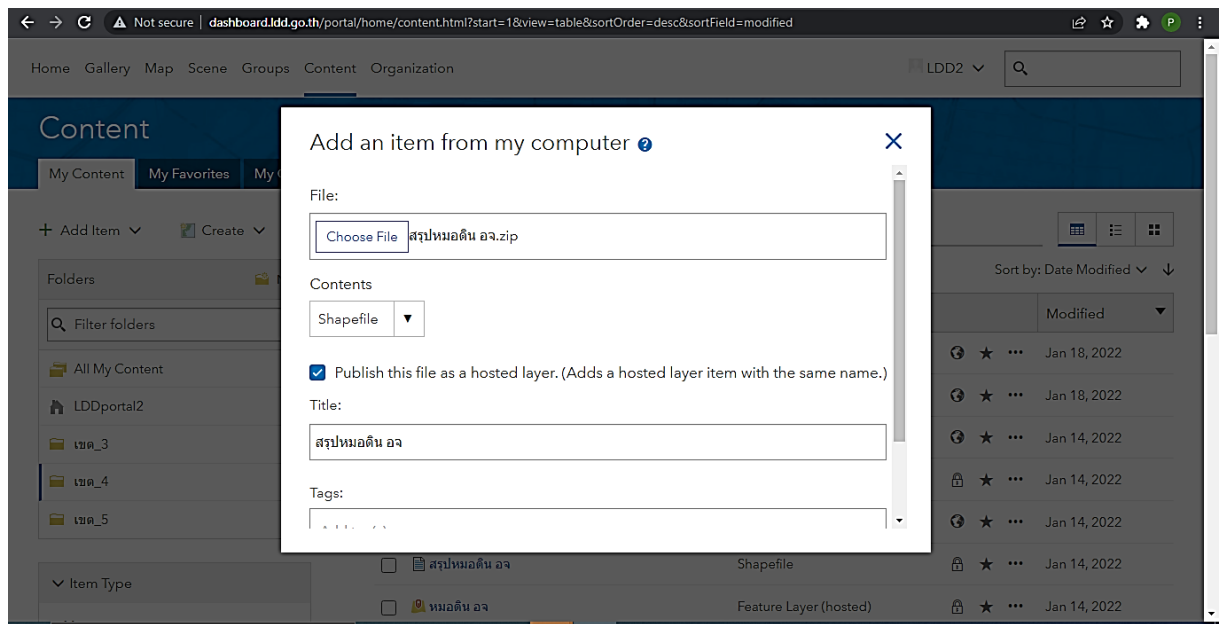 Not secure | dashboard.ldd.go.th/portal/home/content.html?start=1&view=table&sortOrder=desc&sortField=modified
P
Home Gallery Map Scene Groups Content Organization
LDD2
Content
My Content My Favorites My
Add an item from my computer
File:
Choose File สรุปหมอดิน อจ.zip
Contents
Shapefile
Publish this file as a hosted layer. (Adds a hosted layer item with the same name.)
Title:
สรุปหมอดิน อจ
Tags:
+ Add Item Create
Folders
Filter folders
All My Content
LDDportal2
เขต_3
เขต_4
เขต_5
Item Type
Sort by: Date Modified
Modified
Jan 18, 2022
Jan 18, 2022
Jan 14, 2022
Jan 14, 2022
Jan 14, 2022
สรุปหมอดิน อจ Shapefile Jan 14, 2022
หมอดิน อจ Feature Layer (hosted) Jan 14, 2022